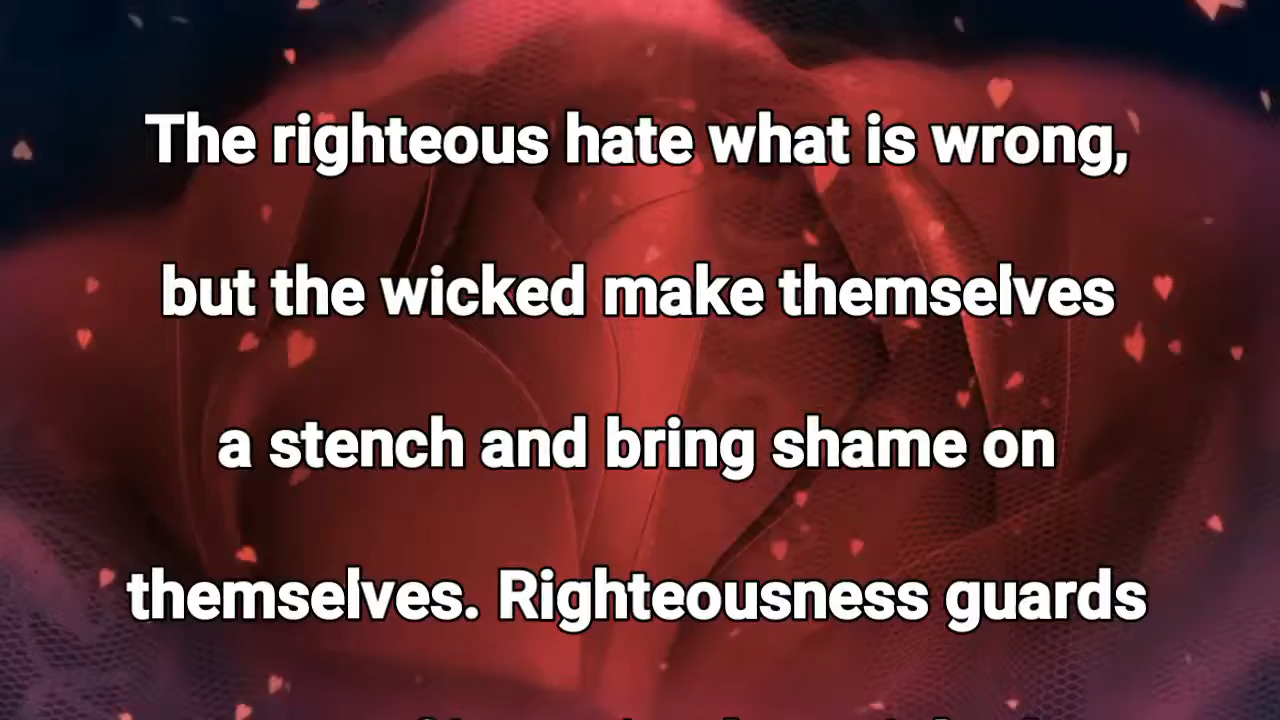 The righteous hate what is wrong,
but the wicked make themselves
a stench and bring shame on
themselves. Righteousness guards